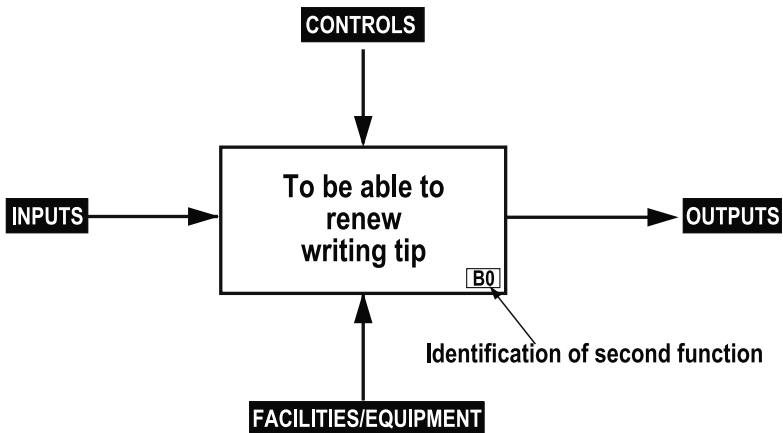 CONTROLS
To be able to
renew
writing tip
INPUTS
OUTPUTS
B0
Identification of second function
FACILITIES/EQUIPMENT